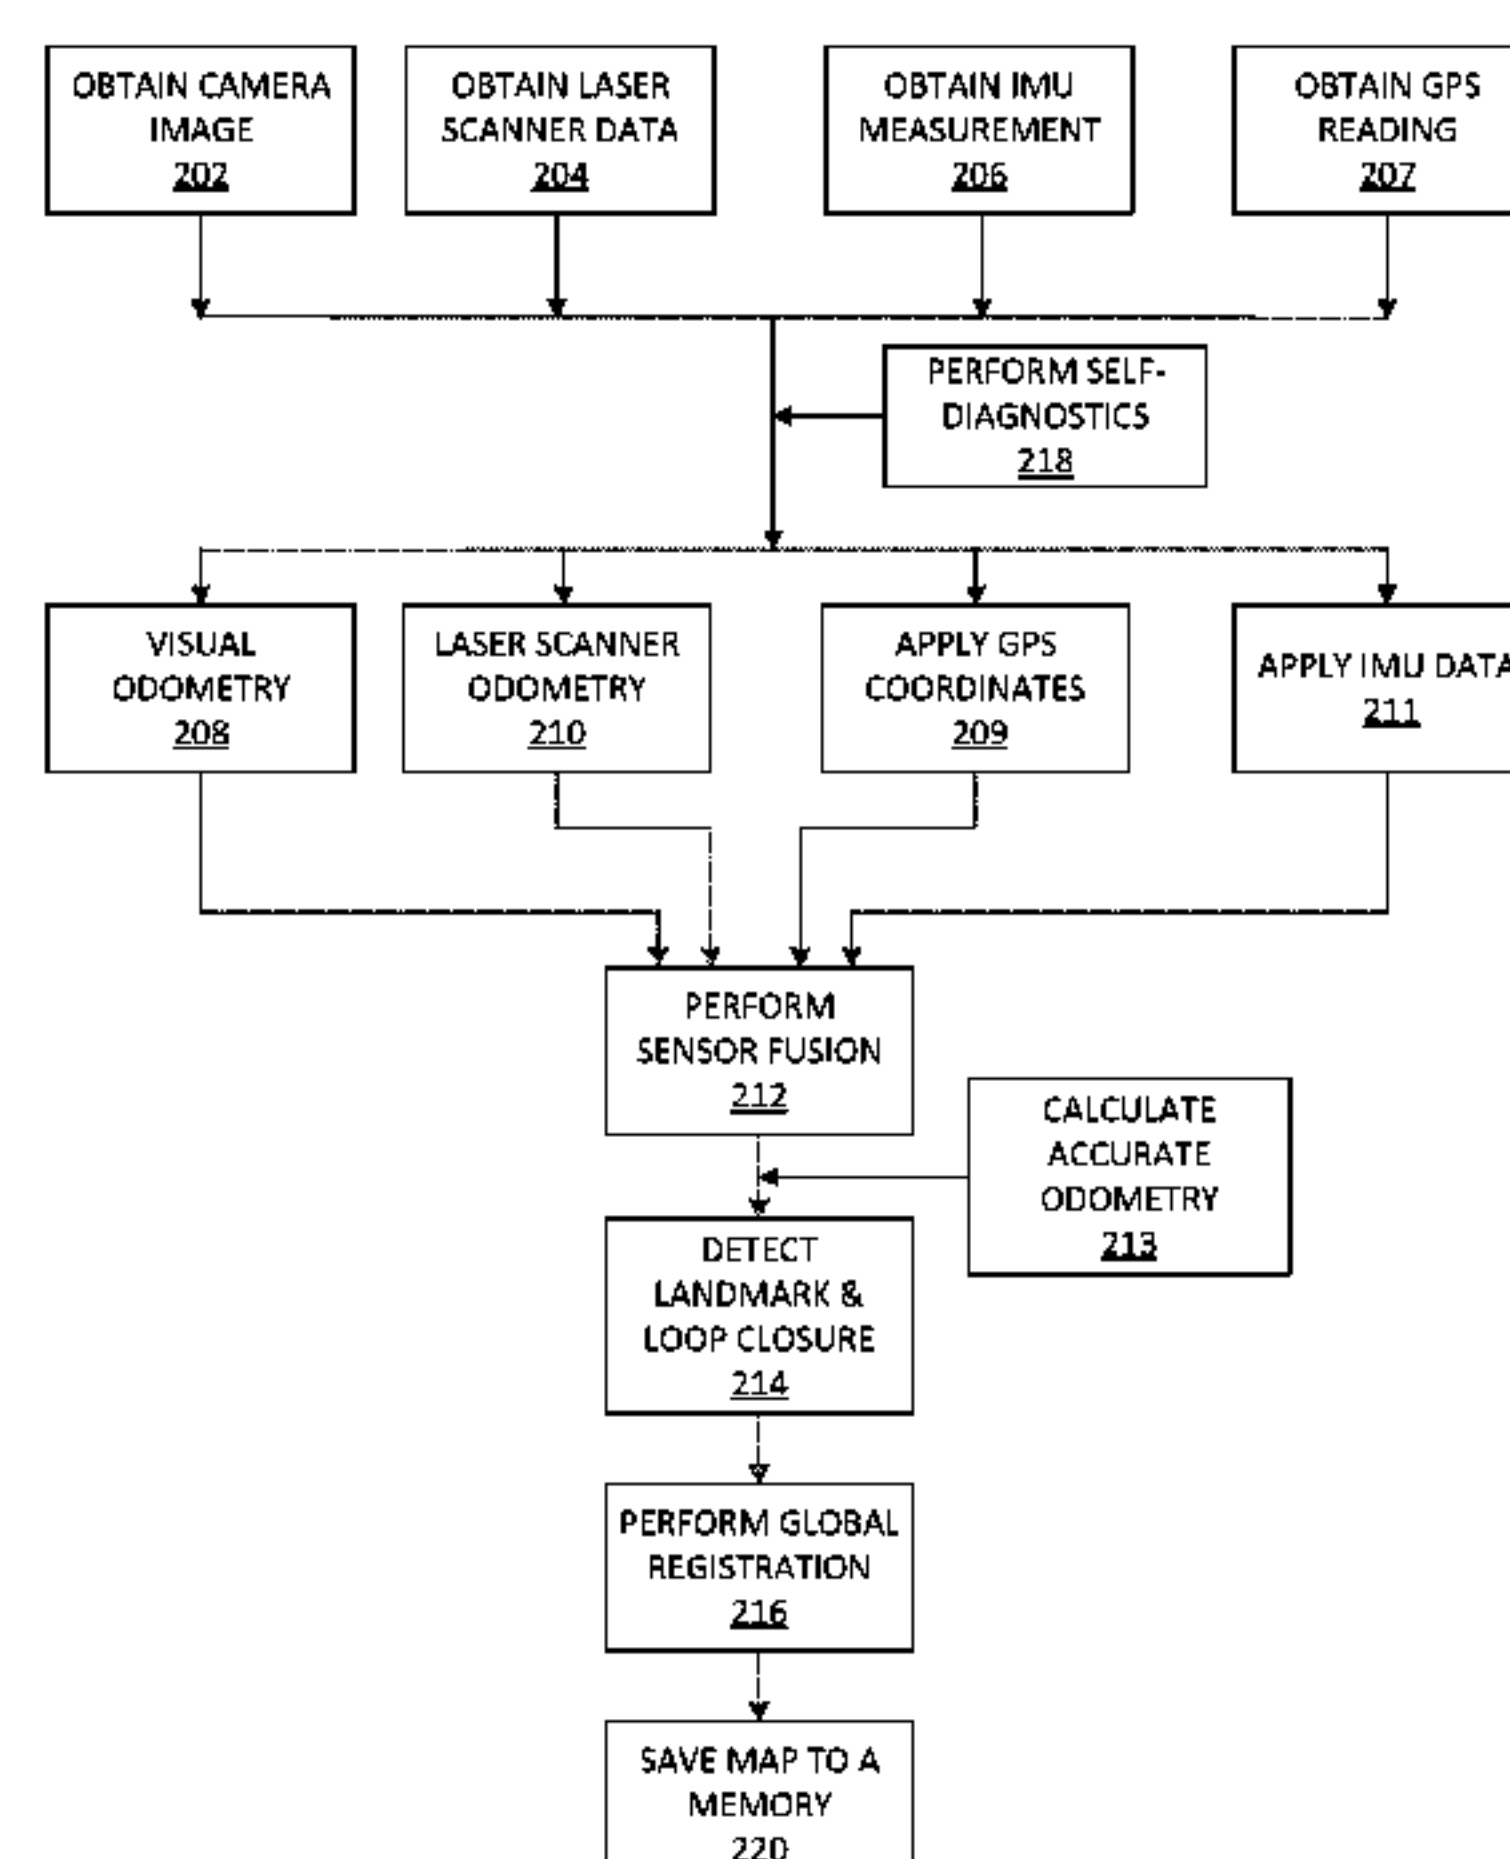 OBTAIN CAMERA
IMAGE
202
OBTAIN LASER
SCANNER DATA
204
OBTAIN IMU
MEASUREMENT
206
OBTAIN GPS
READING
207
PERFORM SELF-
DIAGNOSTICS
218
VISUAL
ODOMETRY
208
LASER SCANNER
ODOMETRY
210
APPLY GPS
COORDINATES
209
APPLY IMU DATA
211
PERFORM
SENSOR FUSION
212
CALCULATE
ACCURATE
ODOMETRY
213
DETECT
LANDMARK &
LOOP CLOSURE
214
PERFORM GLOBAL
REGISTRATION
216
SAVE MAP TO A
MEMORY
220